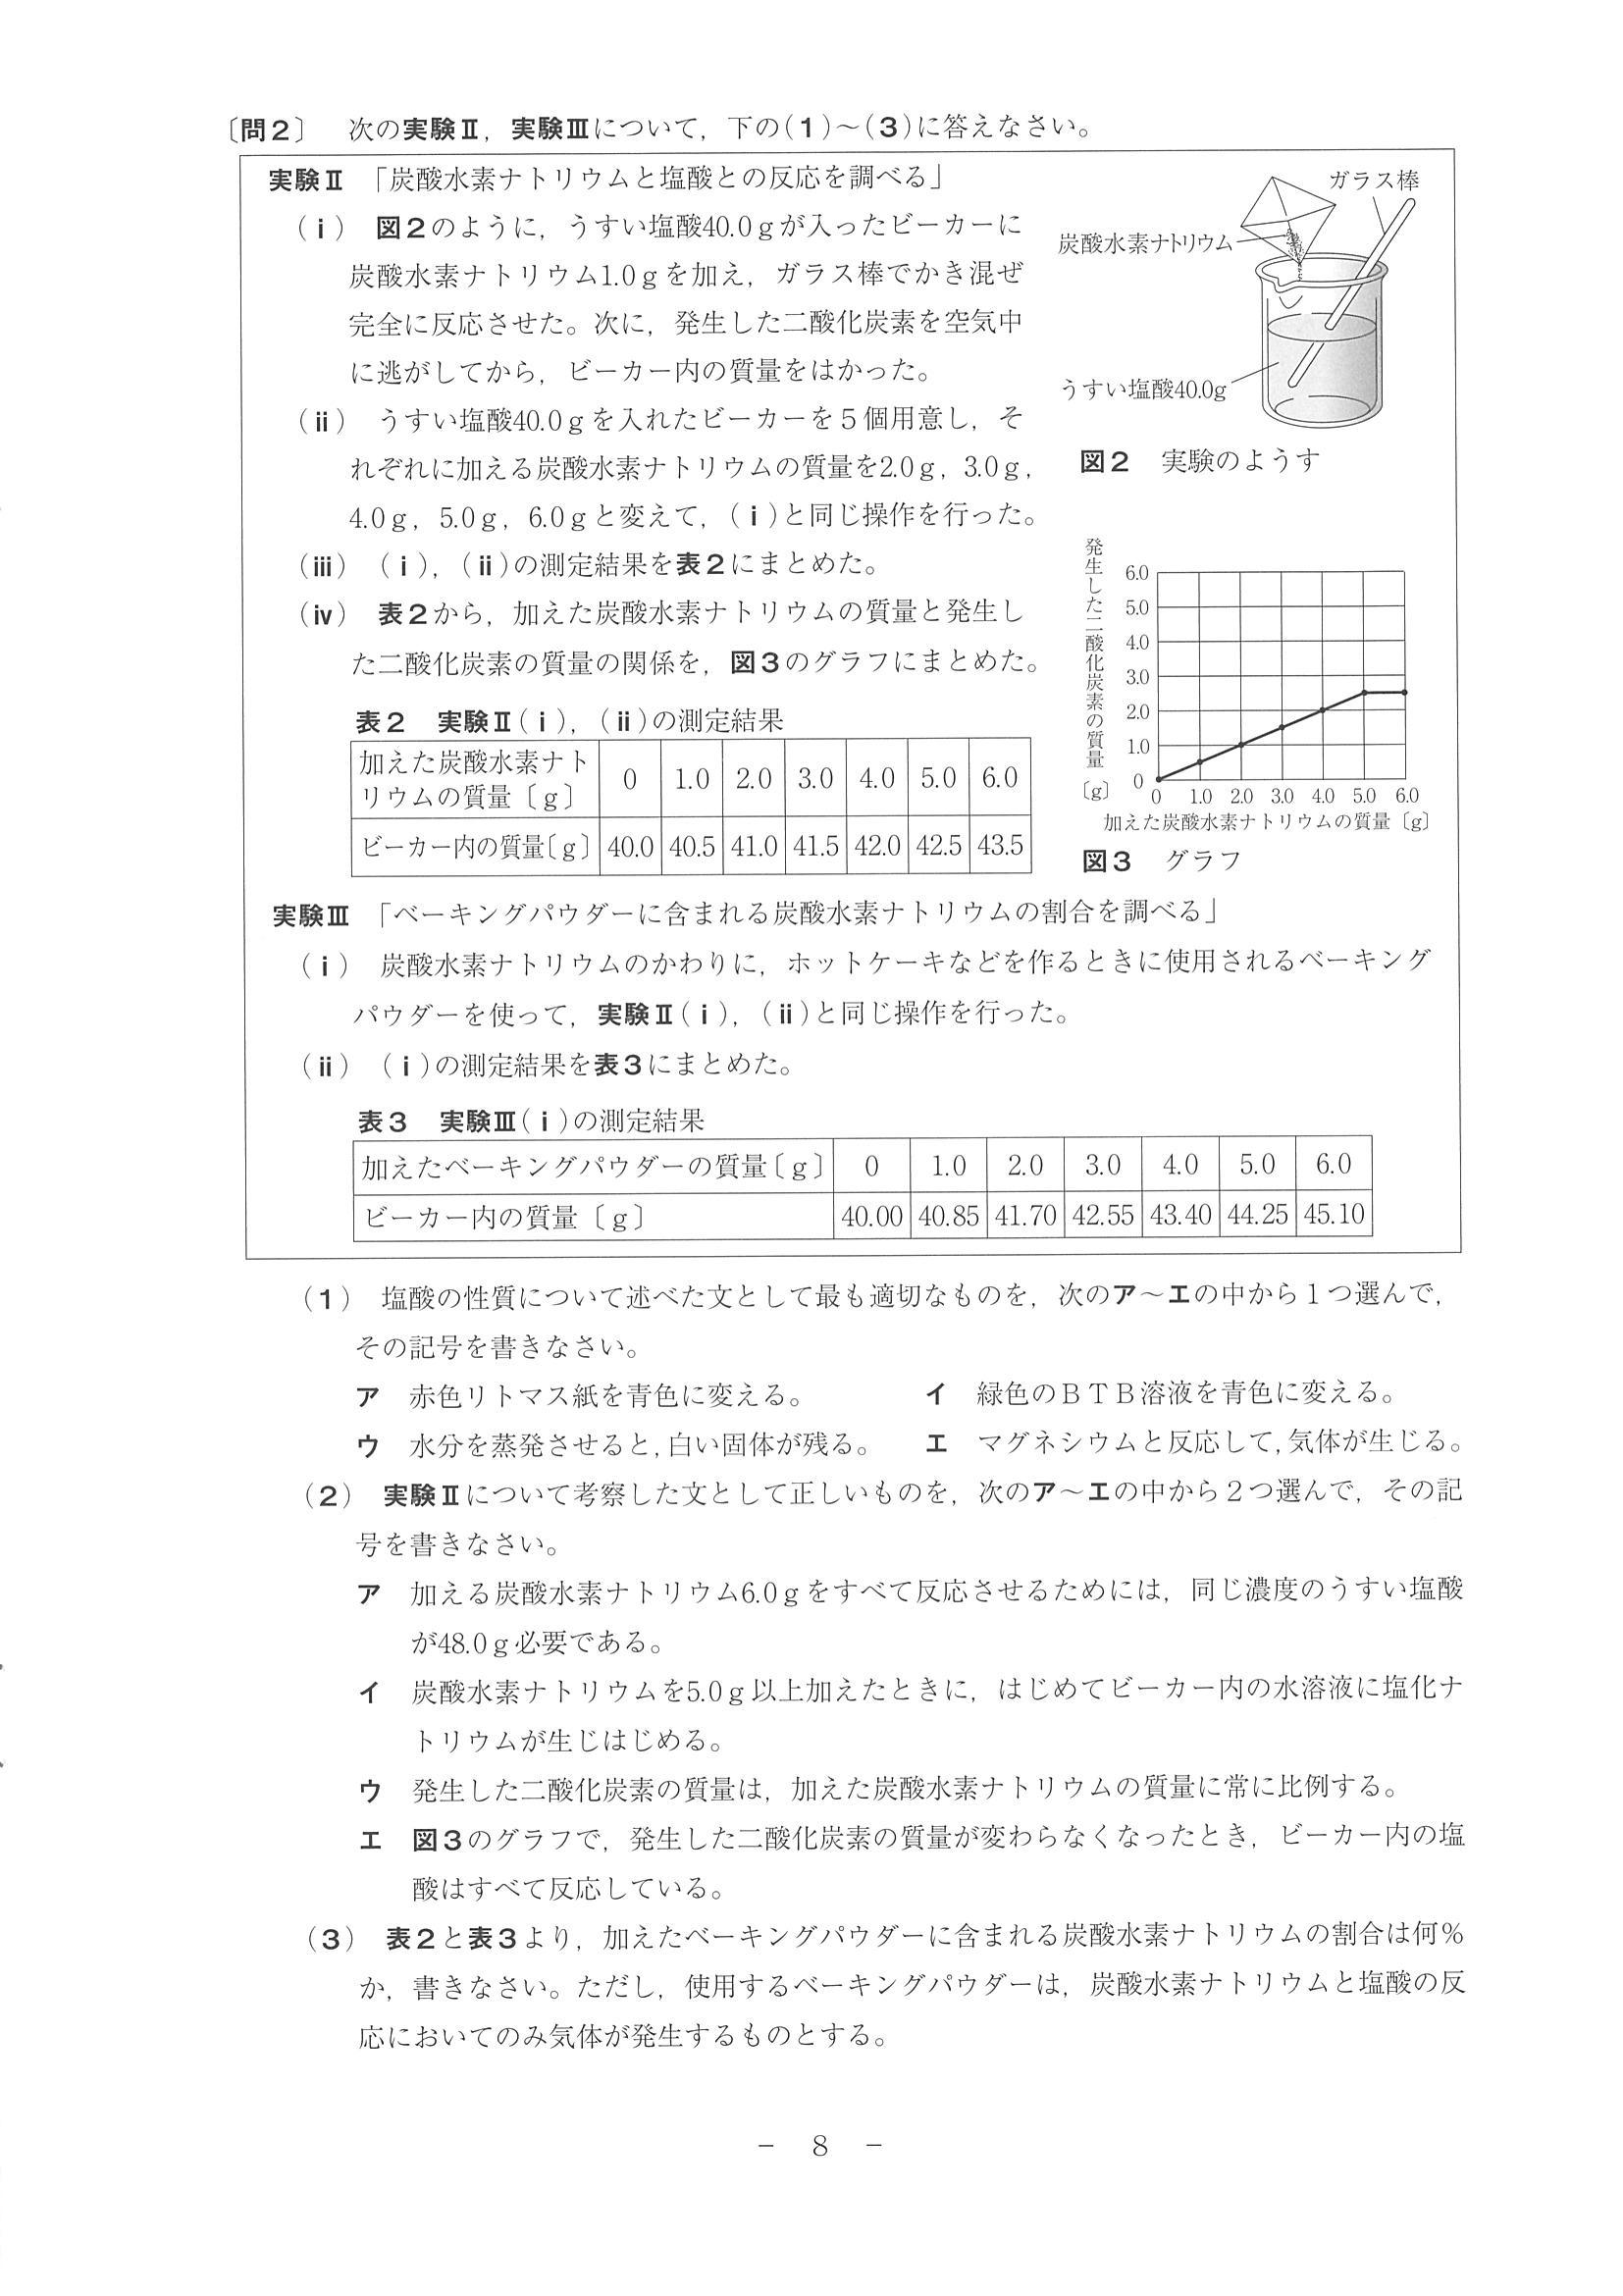 〔問2〕　次の実験Ⅱ，実験Ⅲについて，下の(1)～(3)に答えなさい。
実験Ⅱ　「炭酸水素ナトリウムと塩酸との反応を調べる」
(ⅰ)　図2のように，うすい塩酸40.0ｇが入ったビーカーに
炭酸水素ナトリウム1.0ｇを加え，ガラス棒でかき混ぜ
完全に反応させた。次に，発生した二酸化炭素を空気中
に逃がしてから，ビーカー内の質量をはかった。
(ⅱ)　うすい塩酸40.0ｇを入れたビーカーを5個用意し，そ
れぞれに加える炭酸水素ナトリウムの質量を2.0ｇ，3.0ｇ，
4.0ｇ，5.0ｇ，6.0ｇと変えて，(ⅰ)と同じ操作を行った。
(ⅲ)　(ⅰ)，(ⅱ)の測定結果を表2にまとめた。
(ⅳ)　表2から，加えた炭酸水素ナトリウムの質量と発生し
た二酸化炭素の質量の関係を，図3のグラフにまとめた。
ガラス棒
炭酸水素ナトリウム
うすい塩酸40.0g
図2　実験のようす
発生した二酸化炭素の質量〔g〕
6.0
5.0
4.0
3.0
2.0
1.0
0
0　1.0　2.0　3.0　4.0　5.0　6.0
加えた炭酸水素ナトリウムの質量〔g〕
図3　グラフ
表2　実験Ⅱ(ⅰ)，(ⅱ)の測定結果
加えた炭酸水素ナト
リウムの質量〔ｇ〕　0　1.0　2.0　3.0　4.0　5.0　6.0
ビーカー内の質量〔ｇ〕　40.0　40.5　41.0　41.5　42.0　42.5　43.5
実験Ⅲ　「ベーキングパウダーに含まれる炭酸水素ナトリウムの割合を調べる」
(ⅰ)　炭酸水素ナトリウムのかわりに，ホットケーキなどを作るときに使用されるベーキング
パウダーを使って，実験Ⅱ(ⅰ)，(ⅱ)と同じ操作を行った。
(ⅱ)　(ⅰ)の測定結果を表3にまとめた。
表3　実験Ⅲ(ⅰ)の測定結果
加えたベーキングパウダーの質量〔ｇ〕　0　1.0　2.0　3.0　4.0　5.0　6.0
ビーカー内の質量〔ｇ〕　40.00　40.85　41.70　42.55　43.40　44.25　45.10
(1)　塩酸の性質について述べた文として最も適切なものを，次のア～エの中から1つ選んで，
その記号を書きなさい。
ア　赤色リトマス紙を青色に変える。　イ　緑色のＢＴＢ溶液を青色に変える。
ウ　水分を蒸発させると，白い固体が残る。　エ　マグネシウムと反応して，気体が生じる。
(2)　実験Ⅱについて考察した文として正しいものを，次のア～エの中から2つ選んで，その記
号を書きなさい。
ア　加える炭酸水素ナトリウム6.0ｇをすべて反応させるためには，同じ濃度のうすい塩酸
が48.0ｇ必要である。
イ　炭酸水素ナトリウムを5.0ｇ以上加えたときに，はじめてビーカー内の水溶液に塩化ナ
トリウムが生じはじめる。
ウ　発生した二酸化炭素の質量は，加えた炭酸水素ナトリウムの質量に常に比例する。
エ　図3のグラフで，発生した二酸化炭素の質量が変わらなくなったとき，ビーカー内の塩
酸はすべて反応している。
(3)　表2と表3より，加えたベーキングパウダーに含まれる炭酸水素ナトリウムの割合は何％
か，書きなさい。ただし，使用するベーキングパウダーは，炭酸水素ナトリウムと塩酸の反
応においてのみ気体が発生するものとする。
－　8　－